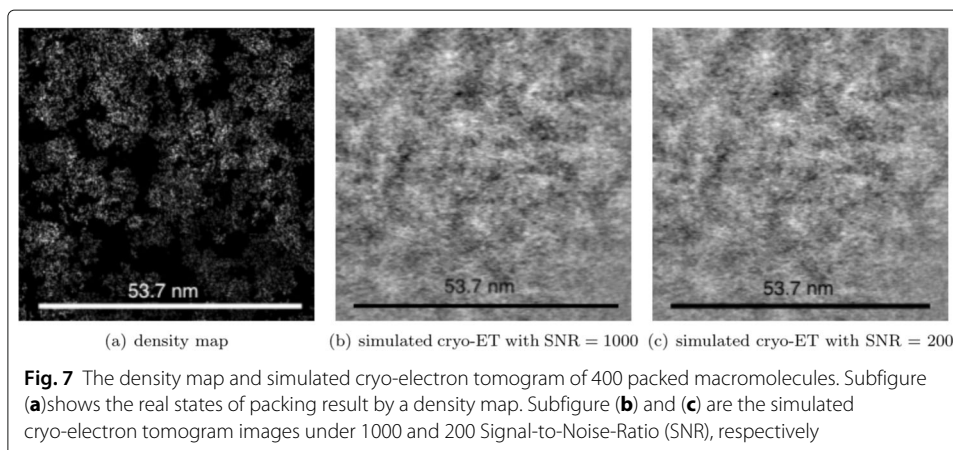 53.7 nm 53.7 nm 53.7 nm
(a) density map (b) simulated cryo-ET with SNR = 1000 (c) simulated cryo-ET with SNR = 200
Fig. 7 The density map and simulated cryo-electron tomogram of 400 packed macromolecules. Subfigure
(a)shows the real states of packing result by a density map. Subfigure (b) and (c) are the simulated
cryo-electron tomogram images under 1000 and 200 Signal-to-Noise-Ratio (SNR), respectively